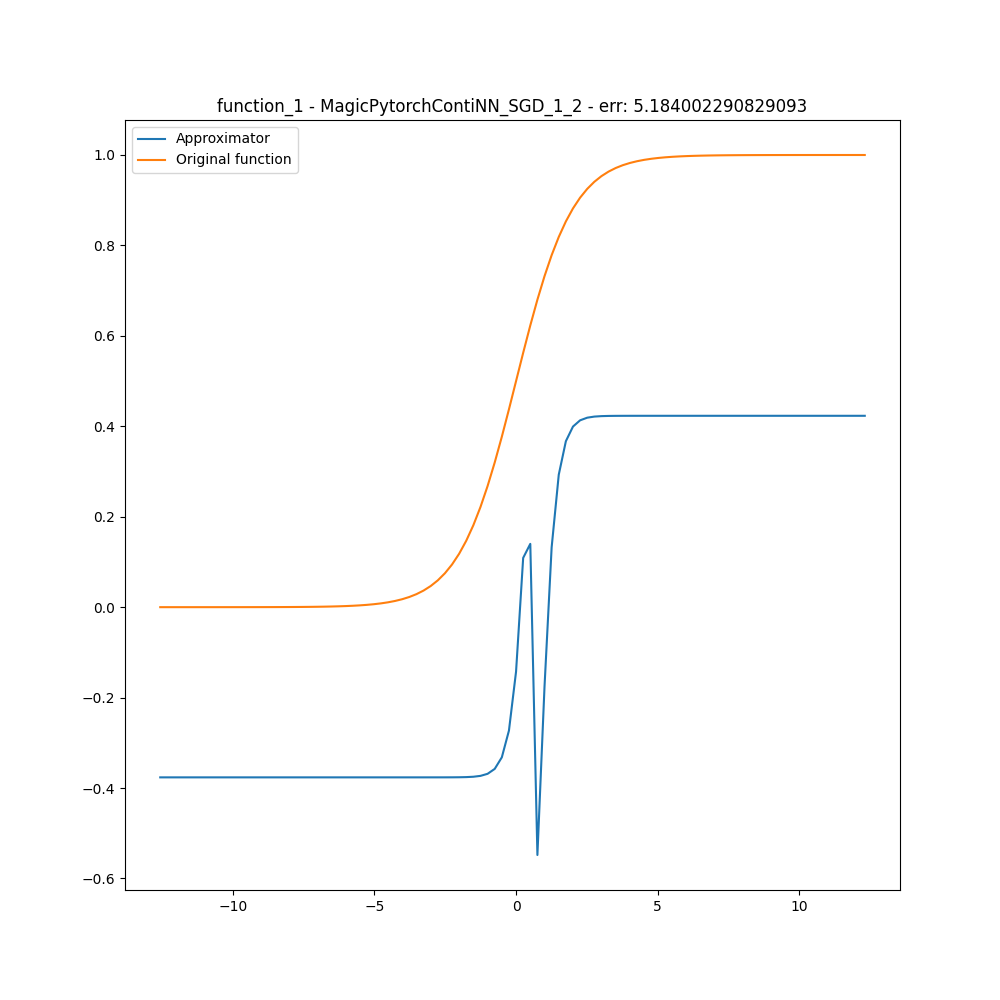 function_1 - MagicPytorchContiNN_SGD_1_2 - err: 5.184002290829093
Approximator
Original function
1.0
0.8
0.6
0.4
0.2
0.0
−0.2
−0.4
−0.6
−10 −5 0 5 10